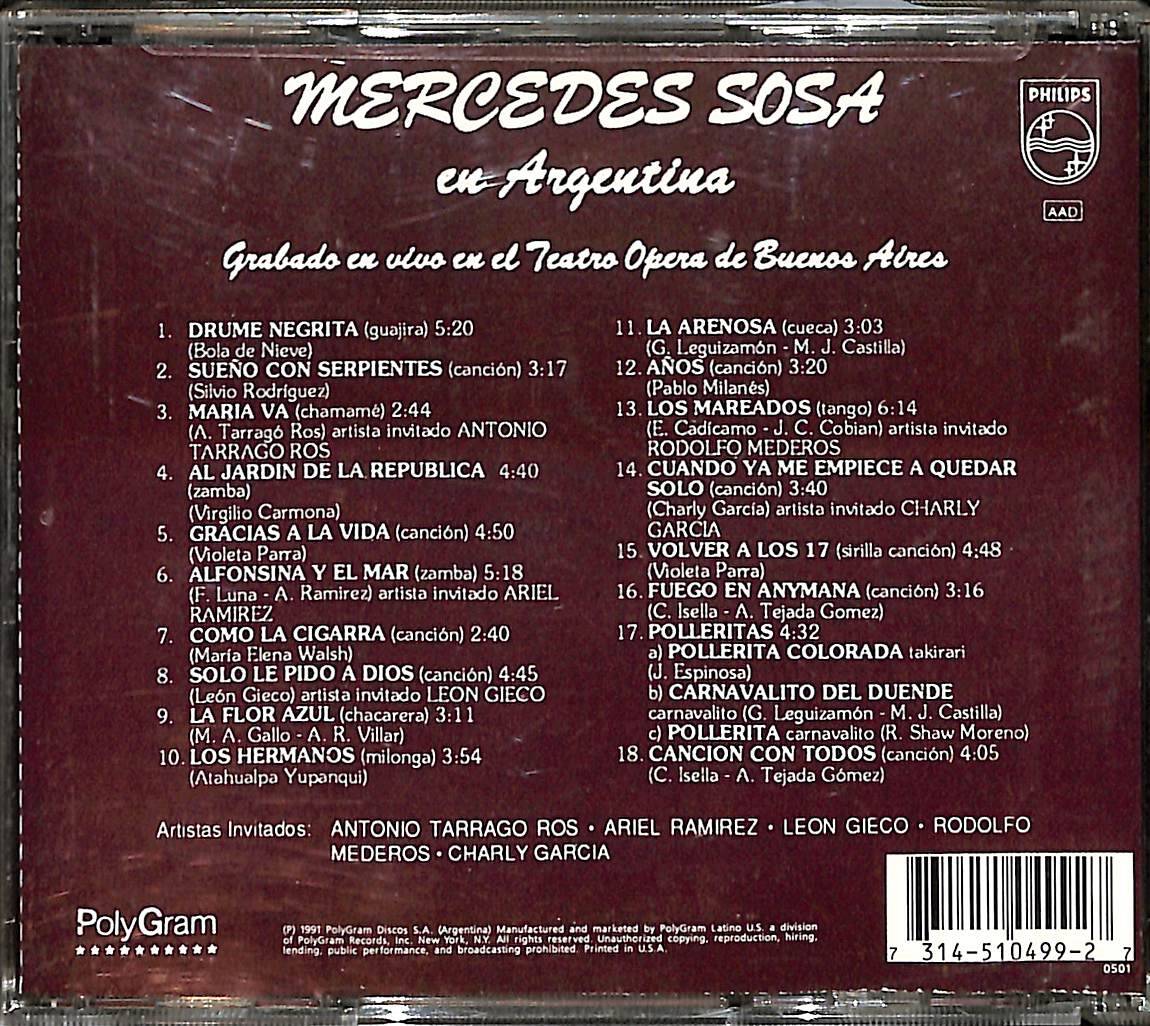 MERCEDES SOSA
en Argentina
Grabado en vivo en el Teatro Opera de Buenos Aires
PHILIPS
AAD
1. DRUME NEGRITA (guajira) 5:20
(Bola de Nieve)
2. SUEÑO CON SERPIENTES (canción) 3:17
(Silvio Rodríguez)
3. MARIA VA (chamamé) 2:44
(A. Tarragó Ros) artista invitado ANTONIO
TARRAGO ROS
4. AL JARDIN DE LA REPUBLICA 4:40
(zamba)
(Virgilio Carmona)
5. GRACIAS A LA VIDA (canción) 4:50
(Violeta Parra)
6. ALFONSINA Y EL MAR (zamba) 5:18
(F. Luna - A. Ramirez) artista invitado ARIEL
RAMIREZ
7. COMO LA CIGARRA (canción) 2:40
(María Elena Walsh)
8. SOLO LE PIDO A DIOS (canción) 4:45
(León Gieco) artista invitado LEON GIECO
9. LA FLOR AZUL (chacarera) 3:11
(M. A. Gallo - A. R. Villar)
10. LOS HERMANOS (milonga) 3:54
(Atahualpa Yupanqui)
11. LA ARENOSA (cueca) 3:03
(G. Leguizamón - M. J. Castilla)
12. AÑOS (canción) 3:20
(Pablo Milanés)
13. LOS MAREADOS (tango) 6:14
(E. Cadícamo - J. C. Cobian) artista invitado
RODOLFO MEDEROS
14. CUANDO YA ME EMPIECE A QUEDAR
SOLO (canción) 3:40
(Charly García) artista invitado CHARLY
GARCIA
15. VOLVER A LOS 17 (sirilla canción) 4:48
(Violeta Parra)
16. FUEGO EN ANYMANA (canción) 3:16
(C. Isella - A. Tejada Gomez)
17. POLLERITAS 4:32
a) POLLERITA COLORADA takirari
(J. Espinosa)
b) CARNAVALITO DEL DUENDE
carnavalito (G. Leguizamón - M. J. Castilla)
c) POLLERITA carnavalito (R. Shaw Moreno)
18. CANCION CON TODOS (canción) 4:05
(C. Isella - A. Tejada Gómez)
Artistas Invitados: ANTONIO TARRAGO ROS • ARIEL RAMIREZ • LEON GIECO • RODOLFO
MEDEROS • CHARLY GARCIA
PolyGram
(P) 1991 PolyGram Discos S.A. (Argentina) Manufactured and marketed by PolyGram Latino U.S. a division
of PolyGram Records, Inc. New York, N.Y. All rights reserved. Unauthorized copying, reproduction, hiring,
lending, public performance, and broadcasting prohibited. Printed in U.S.A.
7 314-510499-2 7
0501